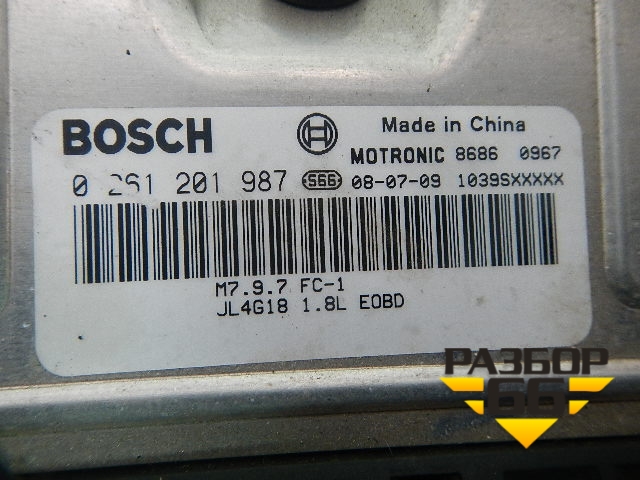 BOSCH
Made in China
MOTRONIC 8686 0967
0 261 201 987 S66 08-07-09 1039SXXXXX
M7.9.7 FC-1
JL4G18 1.8L EOBD
РАЗБОР
66